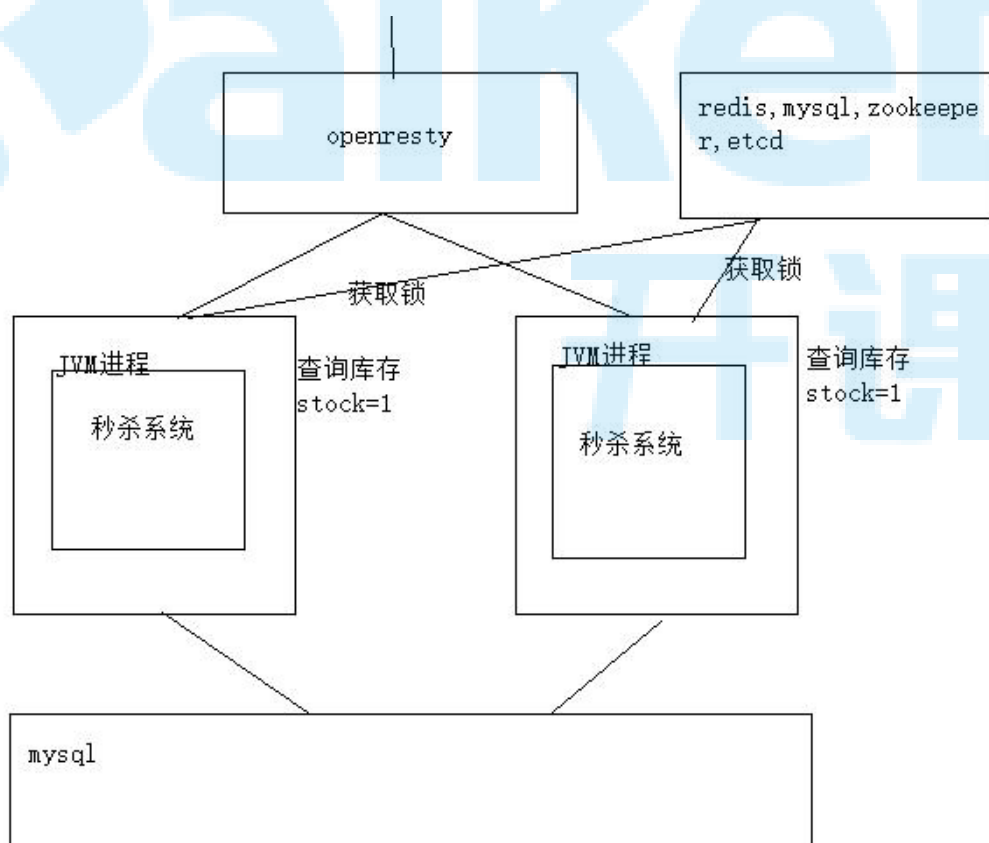 openresty
redis,mysql,zookeepe
r,etcd
获取锁
获取锁
JVM进程
秒杀系统
查询库存
stock=1
JVM进程
秒杀系统
查询库存
stock=1
mysql
开课